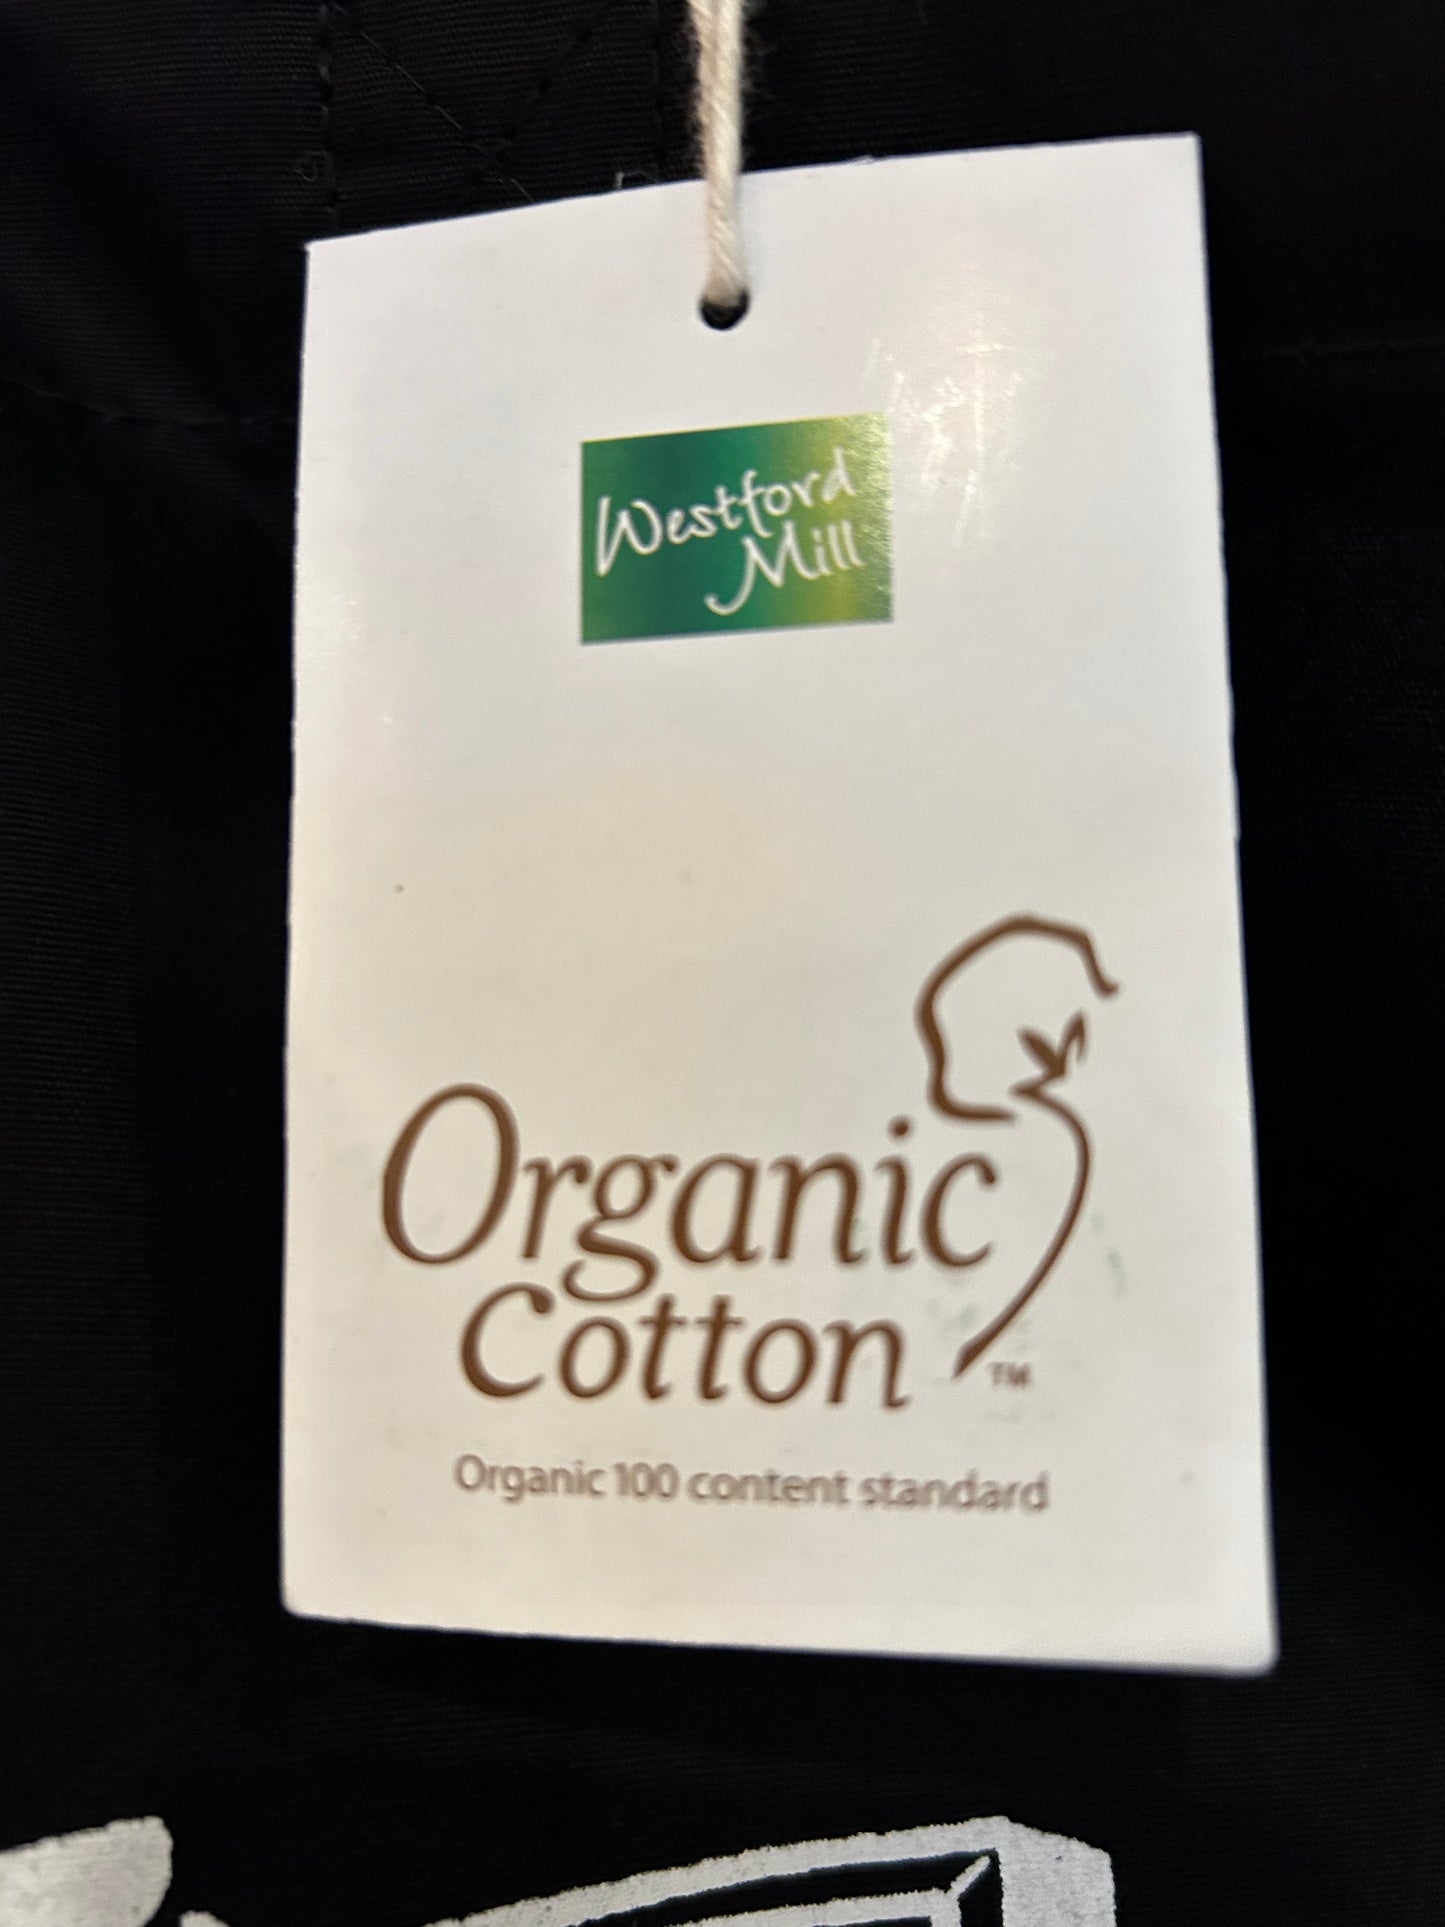 Westford
Mill
Organic
Cotton
TM
Organic 100 content standard